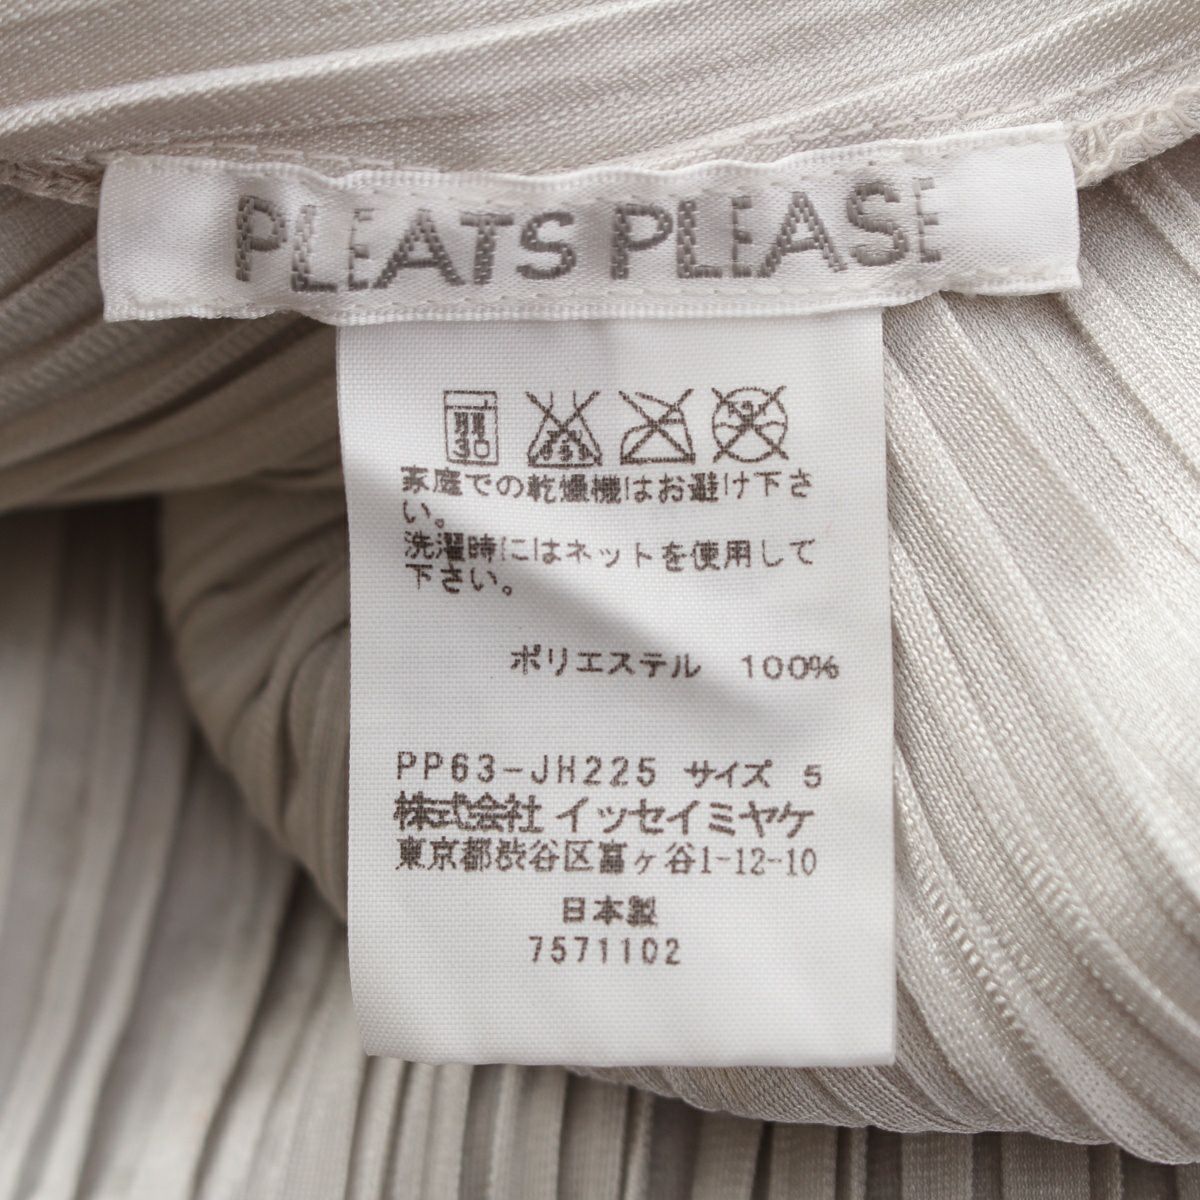 PLEATS PLEASE
30
家庭での乾燥機はお避け下さ
い。
洗濯時にはネットを使用して
下さい。
ポリエステル 100%
PP63-JH225 サイズ 5
株式会社 イッセイミヤケ
東京都渋谷区富ヶ谷1-12-10
日本製
7571102